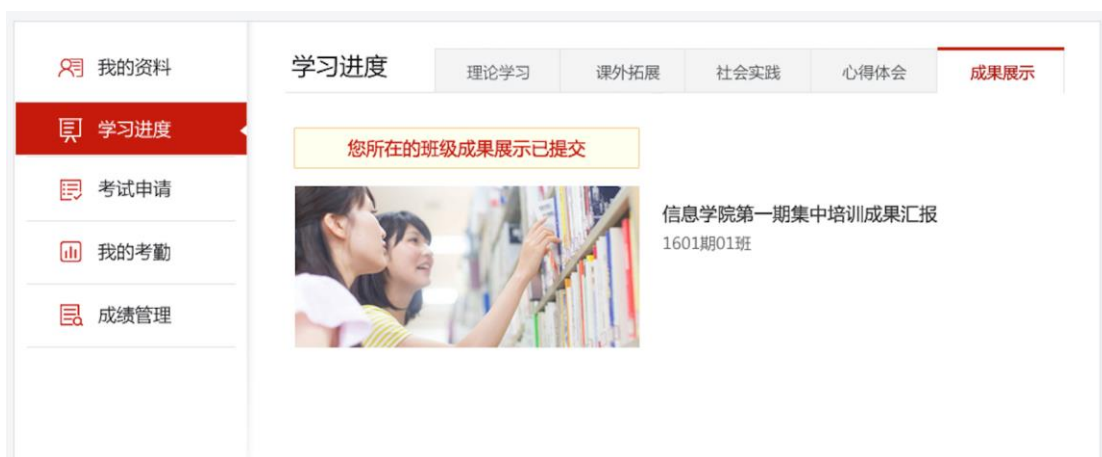 我的资料
学习进度
考试申请
我的考勤
成绩管理
学习进度
理论学习
课外拓展
社会实践
心得体会
成果展示
您所在的班级成果展示已提交
信息学院第一期集中培训成果汇报
1601期01班